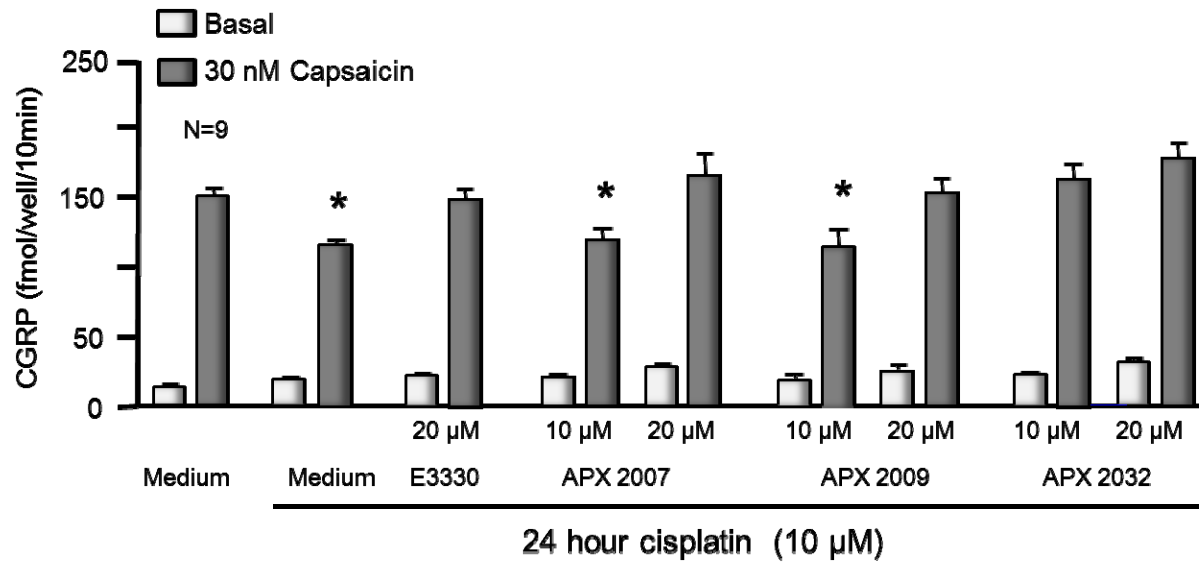 Basal
30 nM Capsaicin
N=9
CGRP (fmol/well/10min)
250
150
50
0
*
*
*
20 µM 10 µM 20 µM 10 µM 20 µM 10 µM 20 µM
Medium Medium E3330 APX 2007 APX 2009 APX 2032
24 hour cisplatin (10 µM)